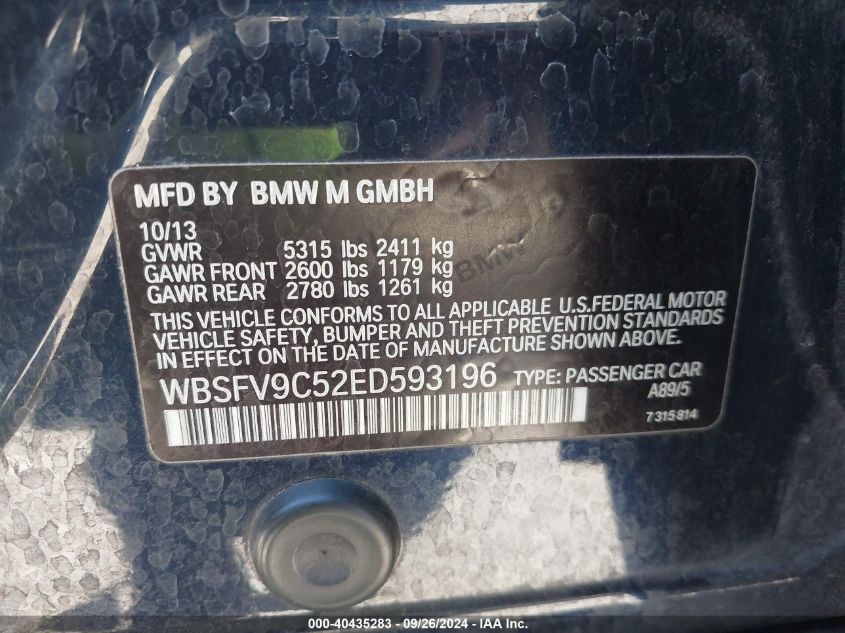 MFD BY BMW M GMBH
10/13
GVWR 5315 lbs 2411 kg
GAWR FRONT 2600 lbs 1179 kg
GAWR REAR 2780 lbs 1261 kg
BMW
THIS VEHICLE CONFORMS TO ALL APPLICABLE U.S.FEDERAL MOTOR
VEHICLE SAFETY, BUMPER AND THEFT PREVENTION STANDARDS
IN EFFECT ON THE DATE OF MANUFACTURE SHOWN ABOVE.
WBSFV9C52ED593196 TYPE: PASSENGER CAR
A89/5
7 315 814
000-40435283 - 09/26/2024 - IAA Inc.